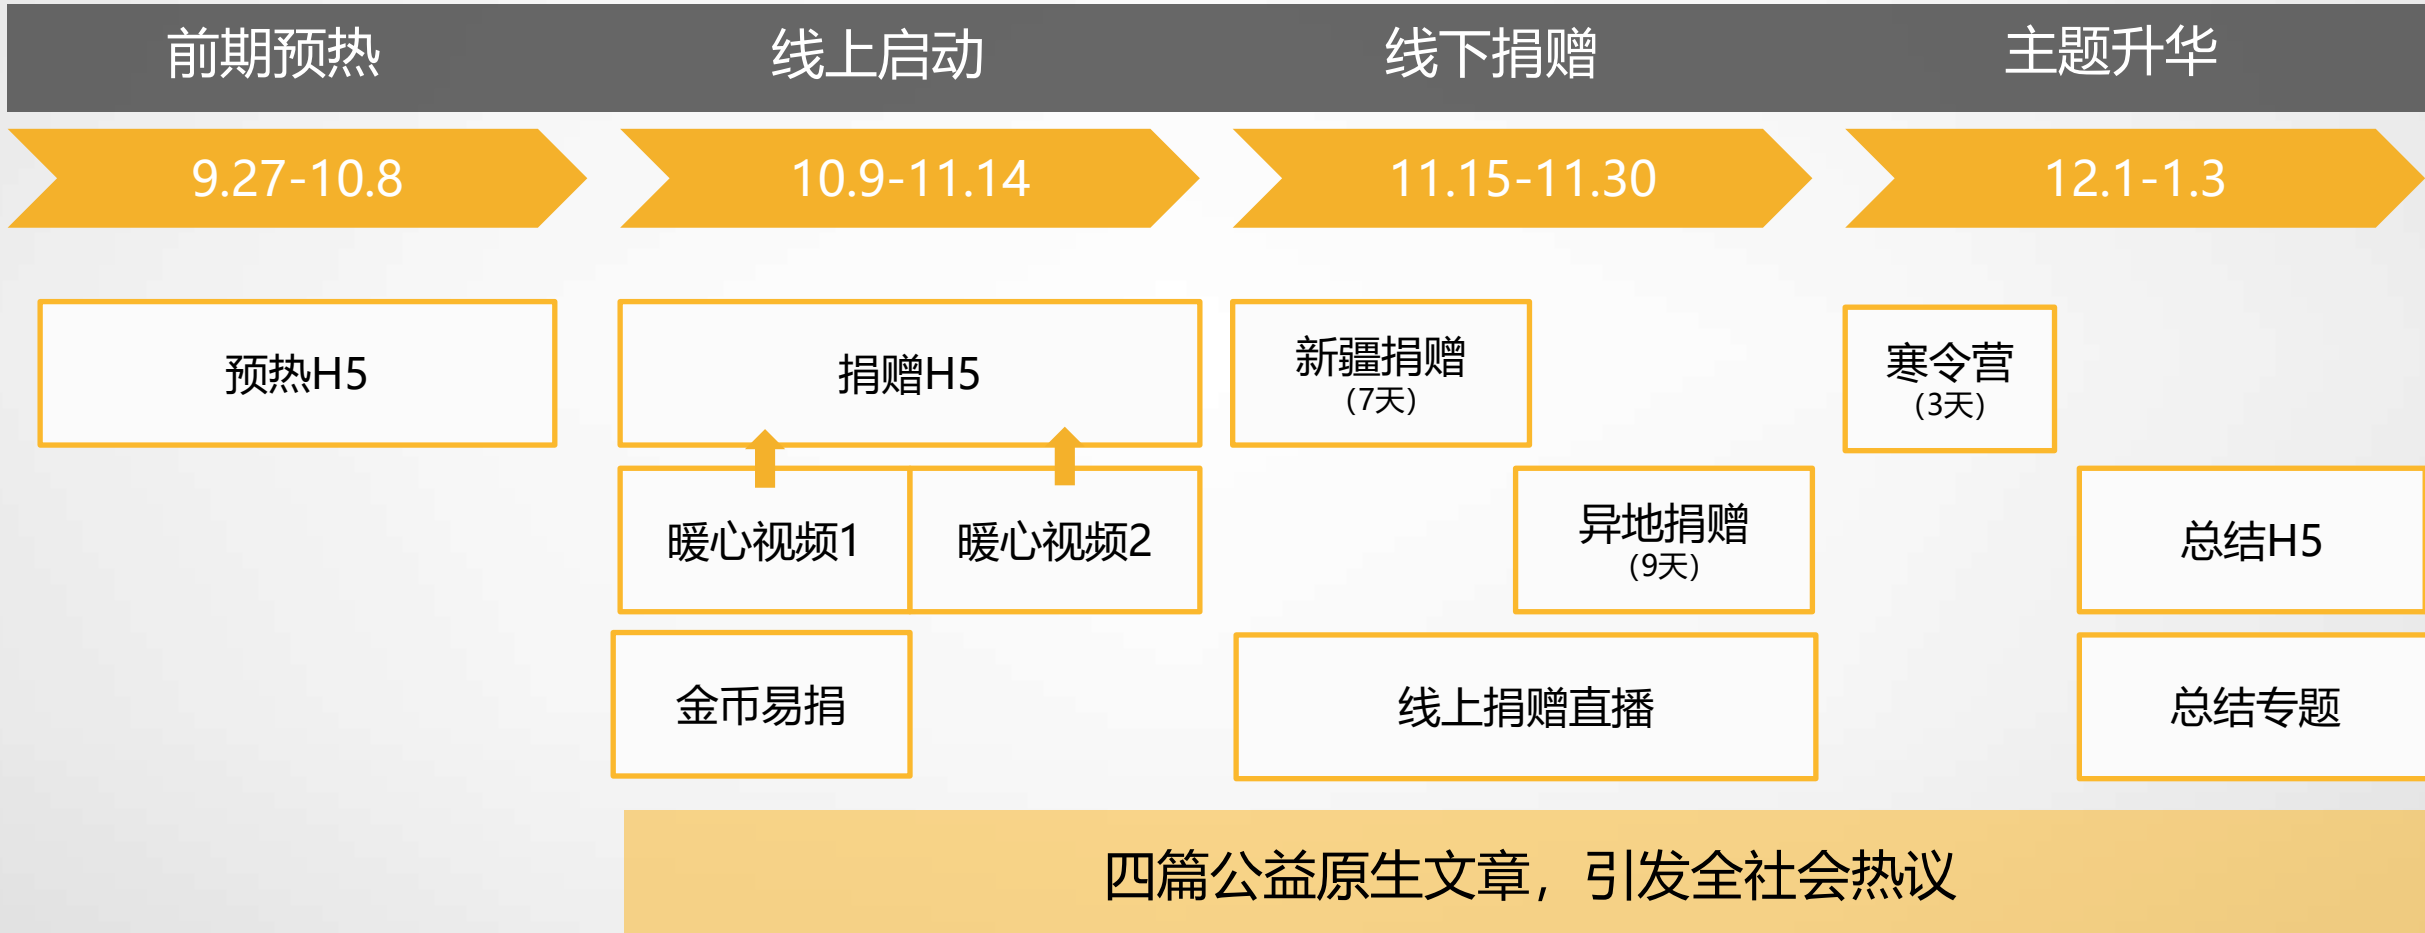 前期预热
线上启动
线下捐赠
主题升华
9.27-10.8
10.9-11.14
11.15-11.30
12.1-1.3
预热H5
捐赠H5
新疆捐赠
(7天)
寒令营
(3天)
暖心视频1
暖心视频2
异地捐赠
(9天)
总结H5
金币易捐
线上捐赠直播
总结专题
四篇公益原生文章，引发全社会热议